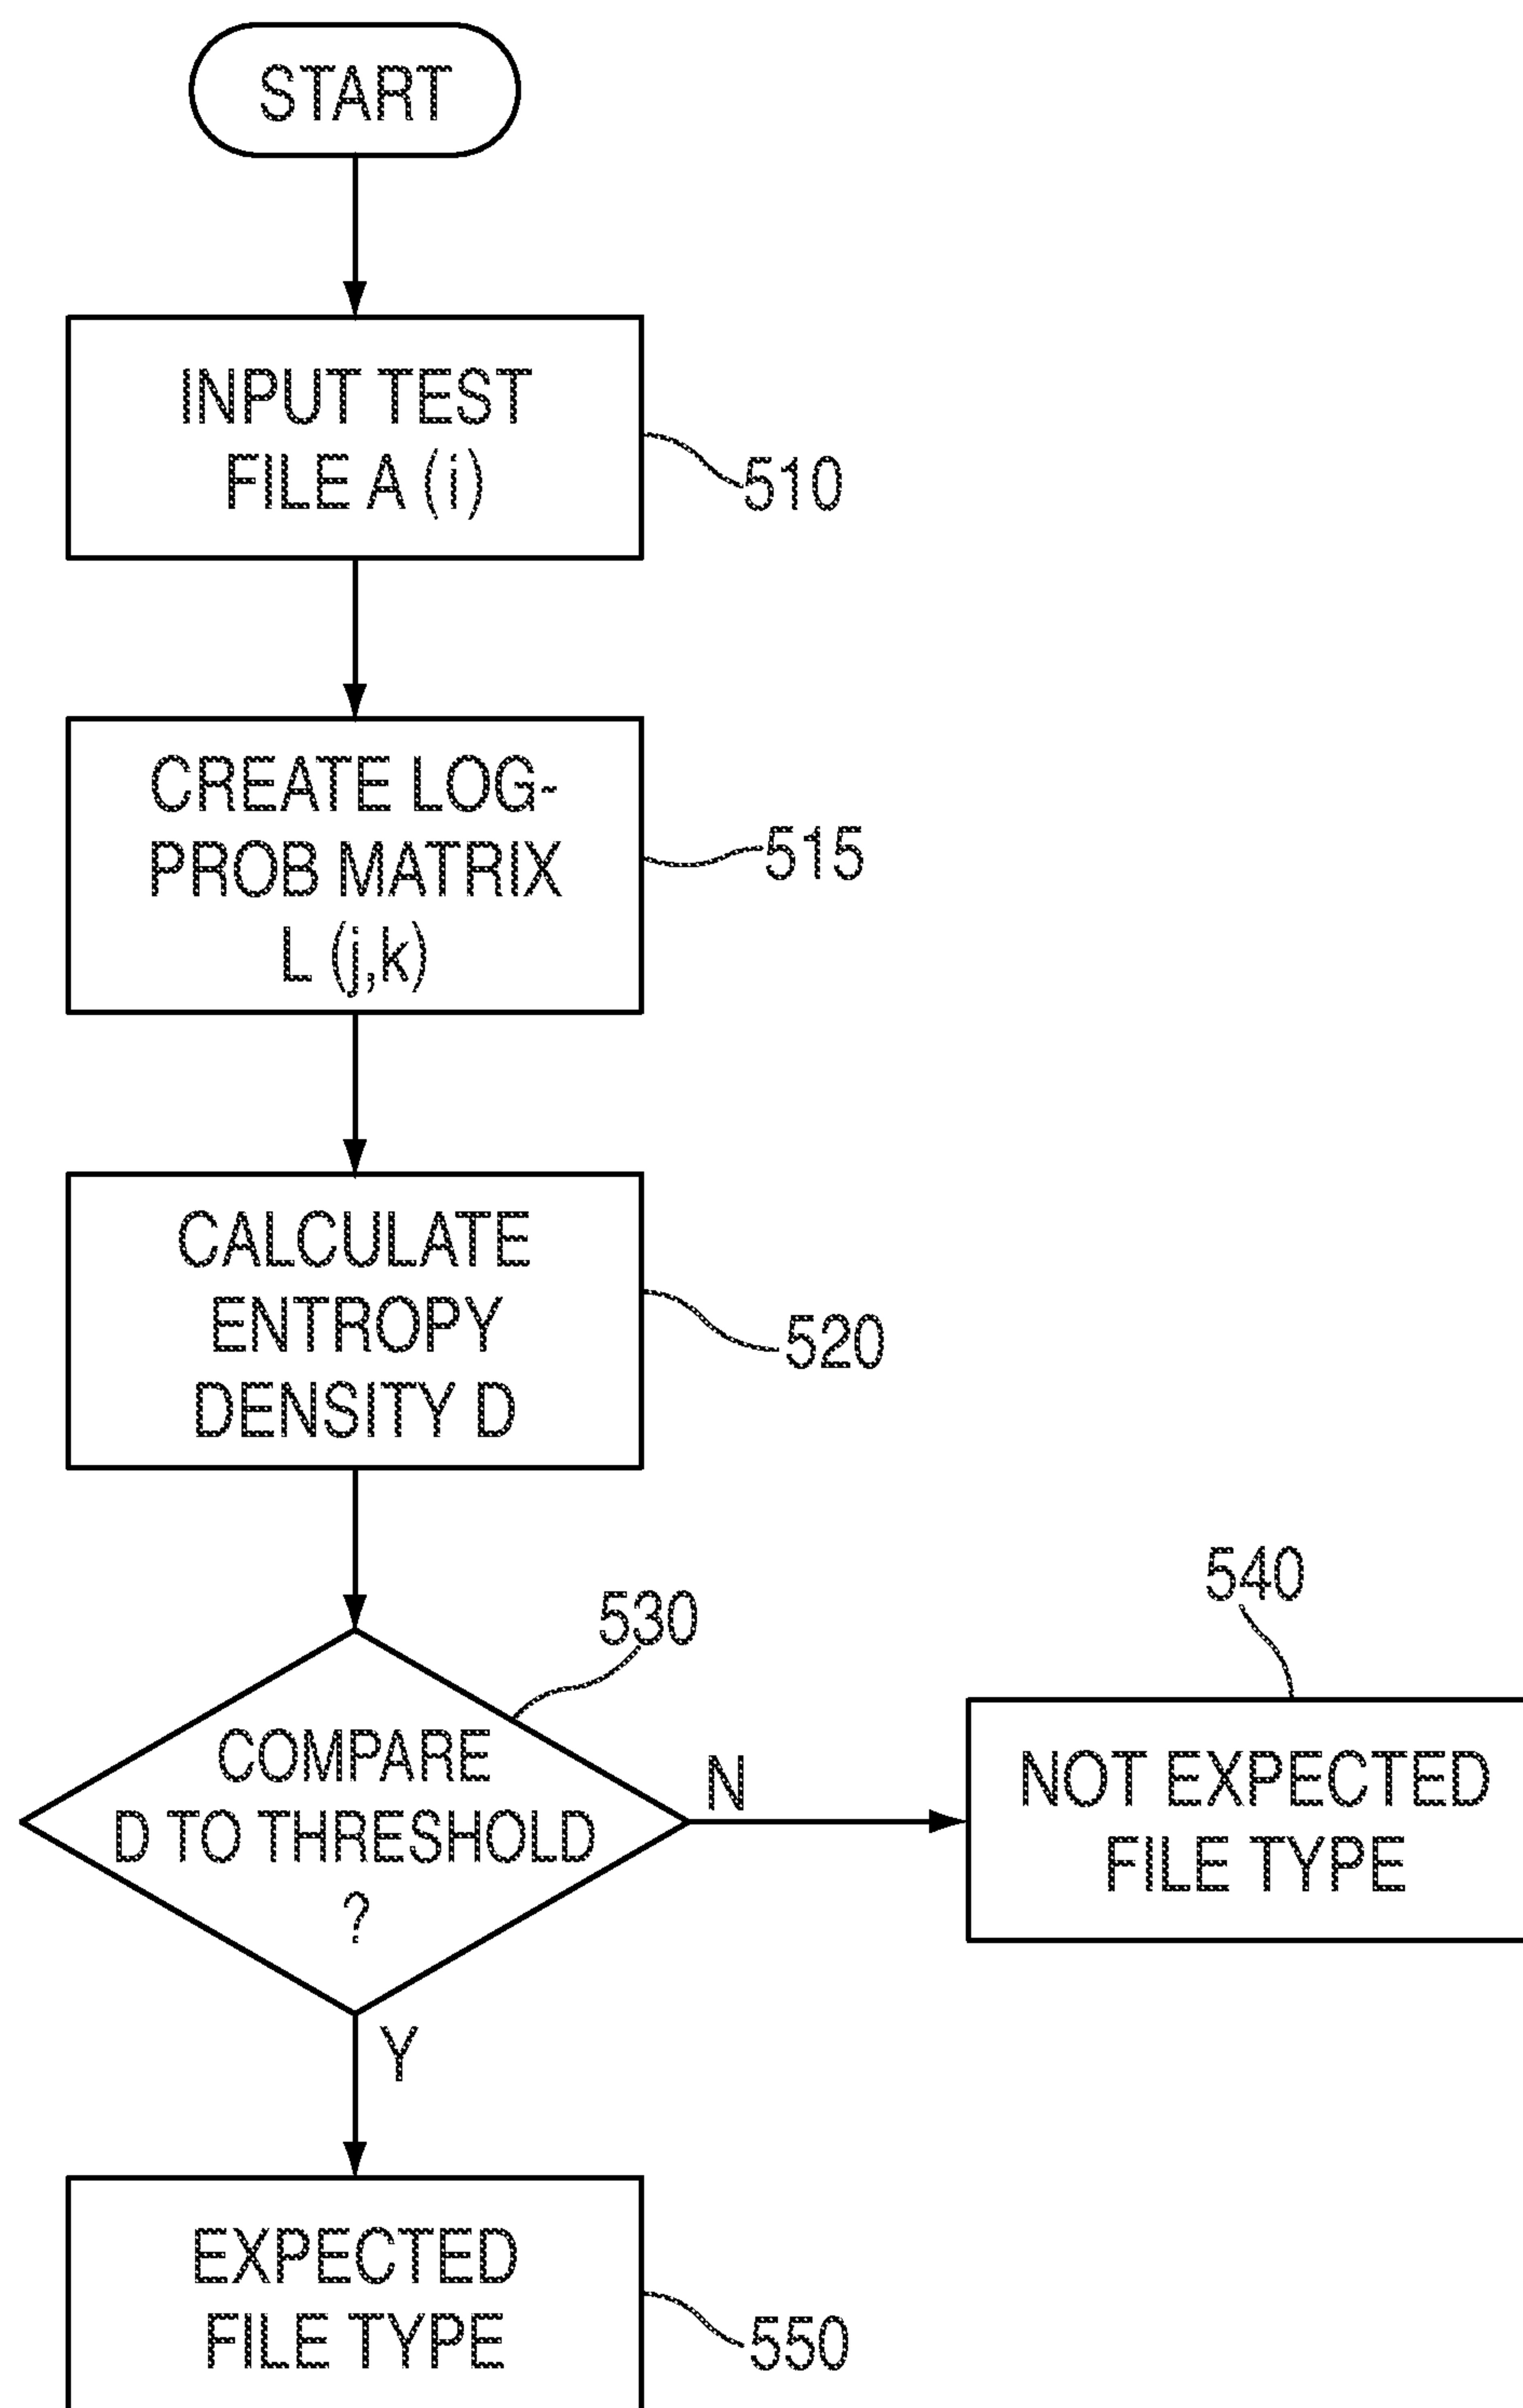 START
INPUT TEST
FILE A (i)
510
CREATE LOG-
PROB MATRIX
L (j,k)
515
CALCULATE
ENTROPY
DENSITY D
520
530
COMPARE
D TO THRESHOLD
?
N
540
NOT EXPECTED
FILE TYPE
Y
EXPECTED
FILE TYPE
550